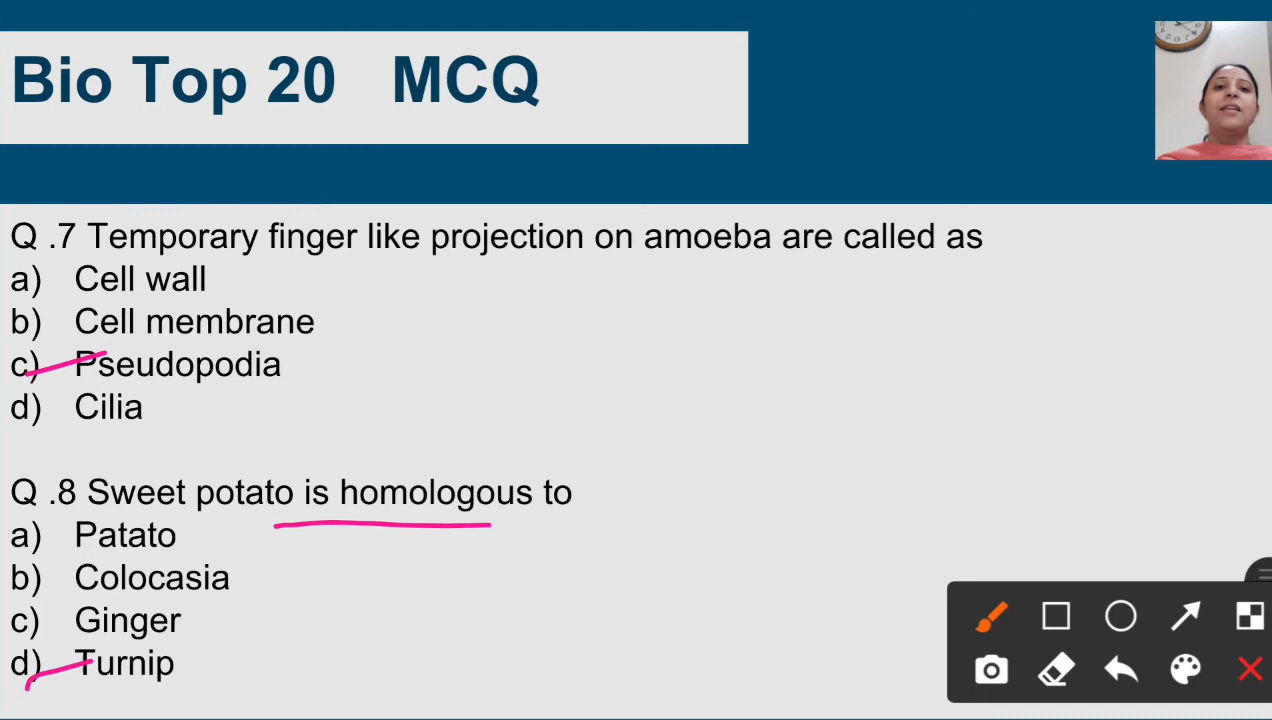 Bio Top 20 MCQ
Q .7 Temporary finger like projection on amoeba are called as
a) Cell wall
b) Cell membrane
c) Pseudopodia
d) Cilia
Q .8 Sweet potato is homologous to
a) Patato
b) Colocasia
c) Ginger
d) Turnip